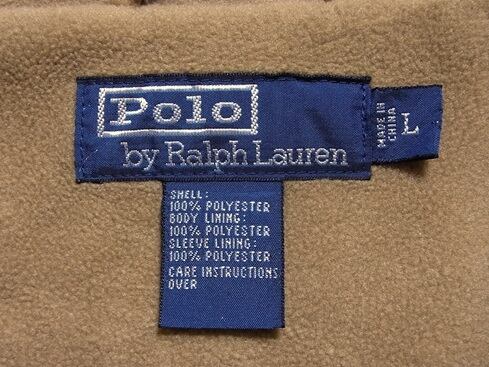 Polo
by Ralph Lauren
MADE IN
CHINA
L
SHELL:
100% POLYESTER
BODY LINING:
100% POLYESTER
SLEEVE LINING:
100% POLYESTER
CARE INSTRUCTIONS
OVER